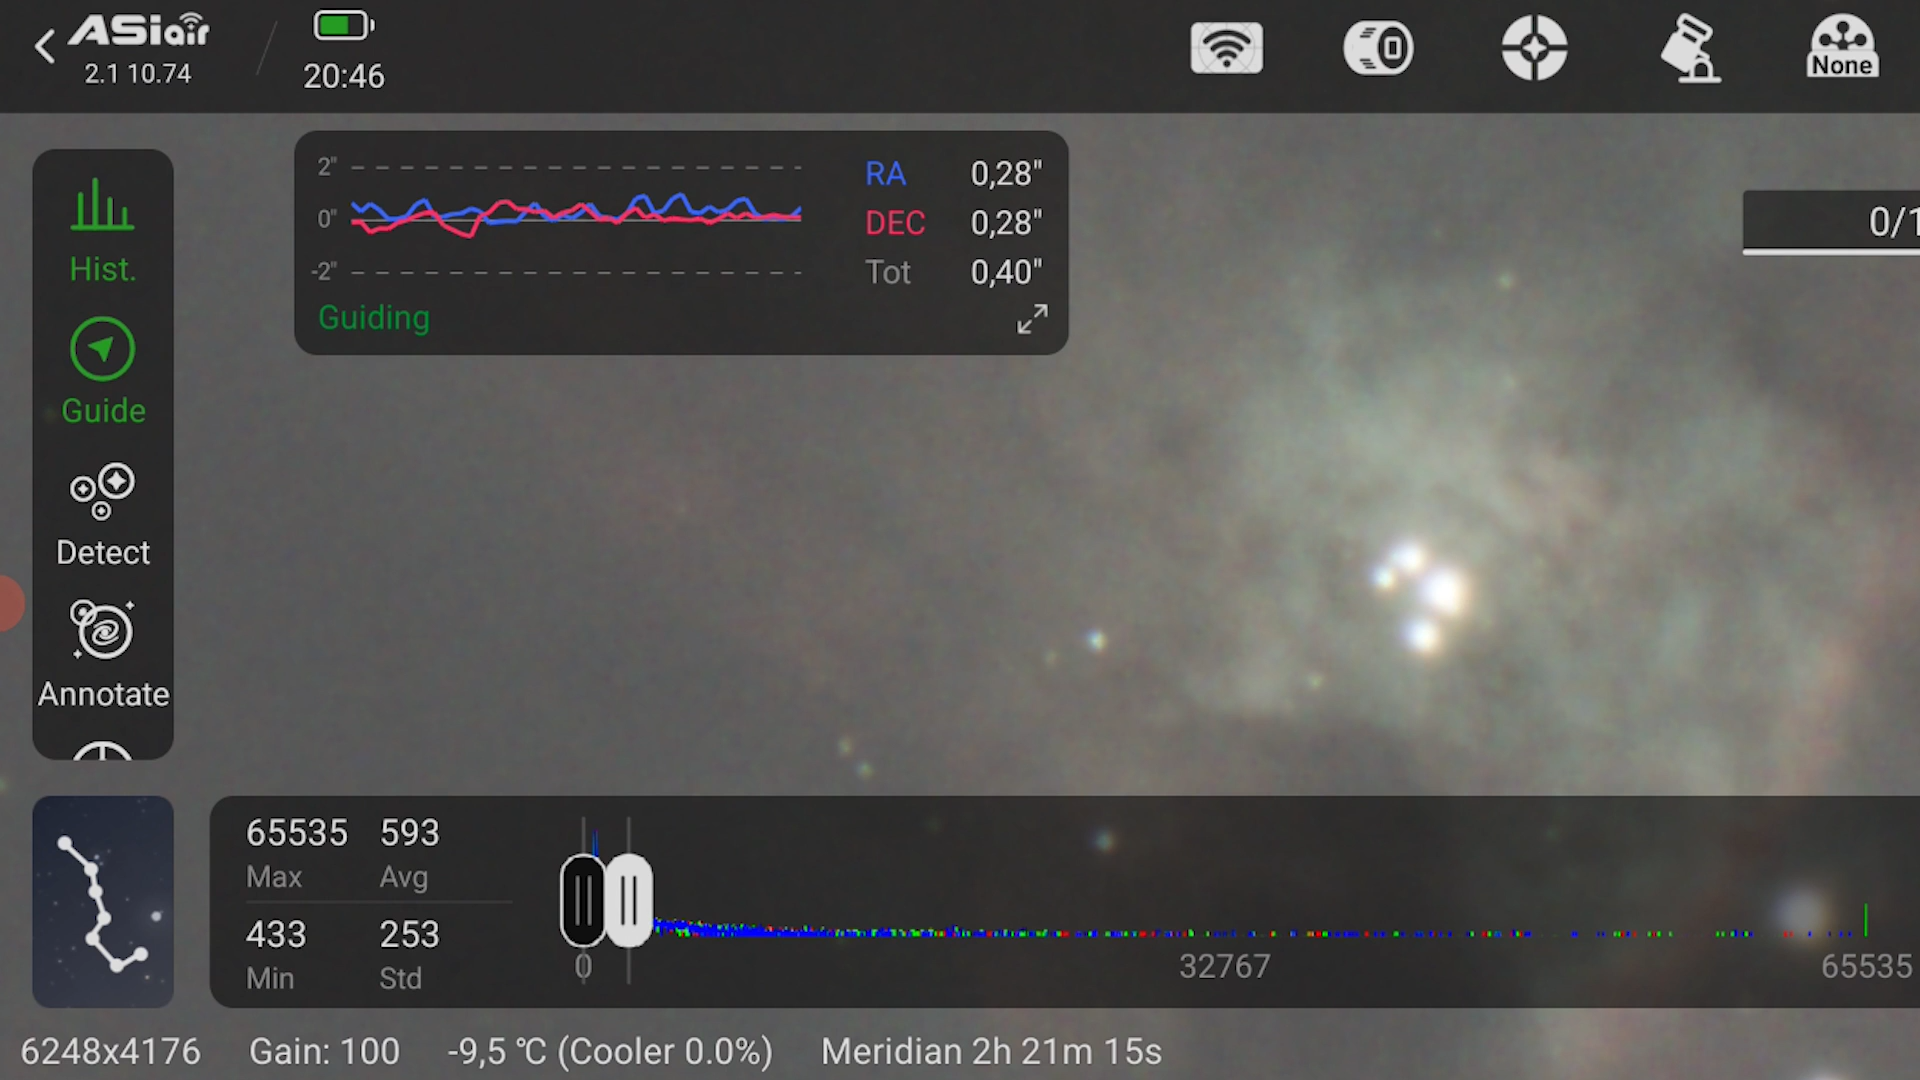 ASiair
2.1 10.74
20:46
None
Hist.
Guide
Detect
Annotate
2"
0"
-2"
RA 0,28"
DEC 0,28"
Tot 0,40"
Guiding
0/1
65535 593
Max Avg
433 253
Min Std
0 32767 65535
6248x4176 Gain: 100 -9,5 ℃ (Cooler 0.0%) Meridian 2h 21m 15s